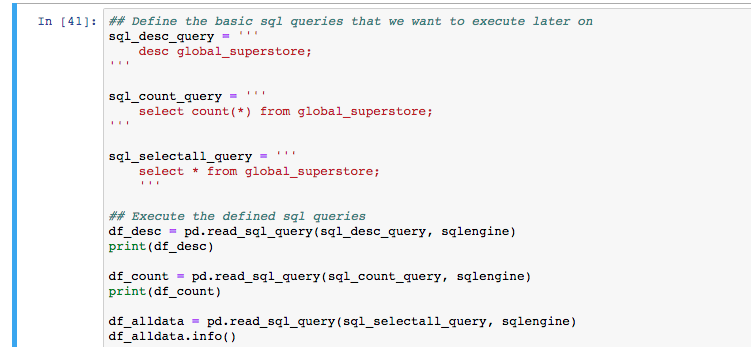 In [41]: ## Define the basic sql queries that we want to execute later on
sql_desc_query = '''
    desc global_superstore;
'''

sql_count_query = '''
    select count(*) from global_superstore;
'''

sql_selectall_query = '''
    select * from global_superstore;
    '''

## Execute the defined sql queries
df_desc = pd.read_sql_query(sql_desc_query, sqlengine)
print(df_desc)

df_count = pd.read_sql_query(sql_count_query, sqlengine)
print(df_count)

df_alldata = pd.read_sql_query(sql_selectall_query, sqlengine)
df_alldata.info()